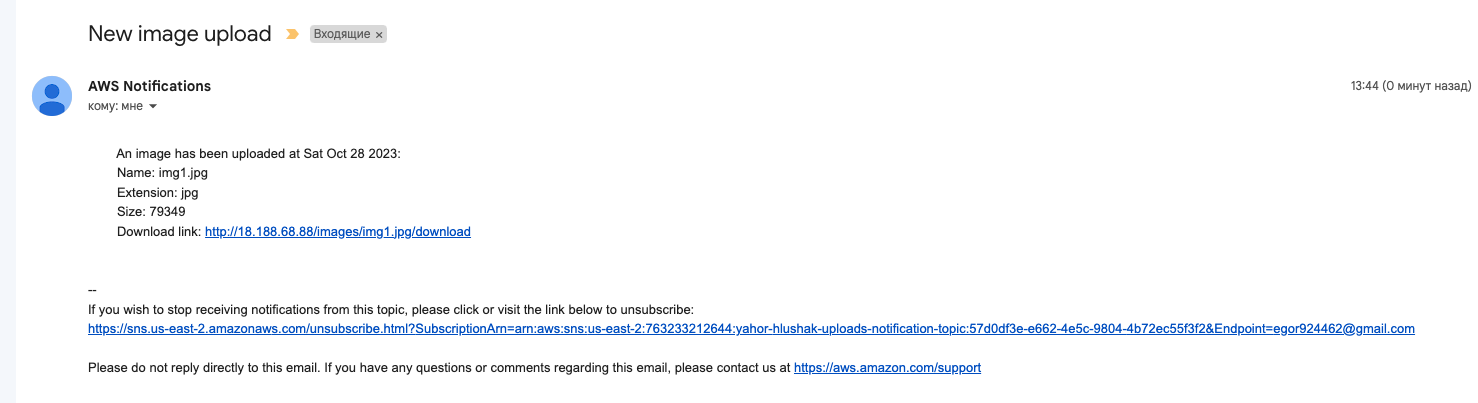 New image upload Входящие ×
AWS Notifications 13:44 (0 минут назад)
кому: мне
An image has been uploaded at Sat Oct 28 2023:
Name: img1.jpg
Extension: jpg
Size: 79349
Download link: http://18.188.68.88/images/img1.jpg/download
--
If you wish to stop receiving notifications from this topic, please click or visit the link below to unsubscribe:
https://sns.us-east-2.amazonaws.com/unsubscribe.html?SubscriptionArn=arn:aws:sns:us-east-2:763233212644:yahor-hlushak-uploads-notification-topic:57d0df3e-e662-4e5c-9804-4b72ec55f3f2&Endpoint=egor924462@gmail.com
Please do not reply directly to this email. If you have any questions or comments regarding this email, please contact us at https://aws.amazon.com/support